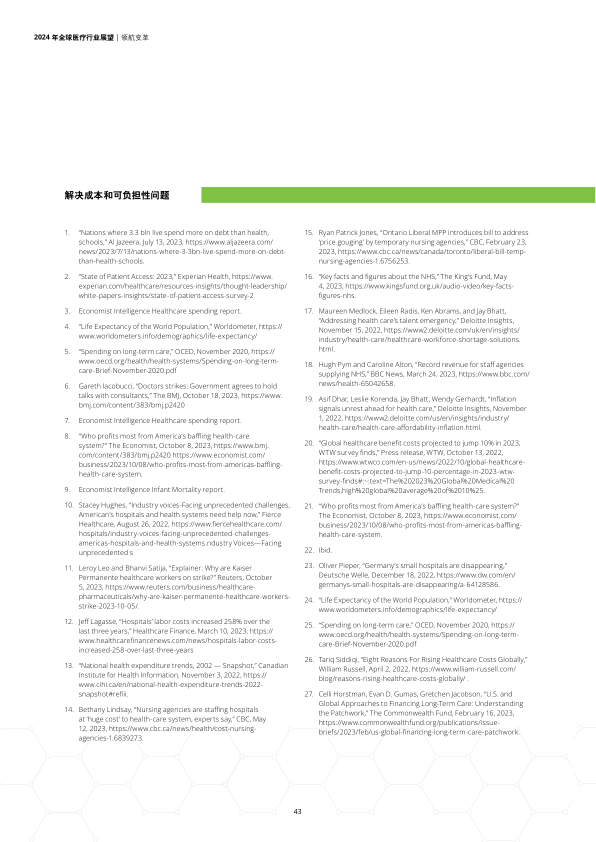 2024 年全球医疗行业展望 | 领航变革
解决成本和可负担性问题
1. “Nations where 3.3 bln live spend more on debt than health,
schools,” Al Jazeera, July 13, 2023, https://www.aljazeera.com/
news/2023/7/13/nations-where-3-3bn-live-spend-more-on-debt-
than-health-schools.
2. “State of Patient Access: 2023,” Experian Health, https://www.
experian.com/healthcare/resources-insights/thought-leadership/
white-papers-insights/state-of-patient-access-survey-2
3. Economist Intelligence Healthcare spending report.
4. “Life Expectancy of the World Population,” Worldometer, https://
www.worldometers.info/demographics/life-expectancy/
5. “Spending on long-term care,” OCED, November 2020, https://
www.oecd.org/health/health-systems/Spending-on-long-term-
care-Brief-November-2020.pdf
6. Gareth Iacobucci, “Doctors strikes: Government agrees to hold
talks with consultants,” The BMJ, October 18, 2023, https://www.
bmj.com/content/383/bmj.p2420
7. Economist Intelligence Healthcare spending report.
8. “Who profits most from America’s baffling health-care
system?” The Economist, October 8, 2023, https://www.bmj.
com/content/383/bmj.p2420 https://www.economist.com/
business/2023/10/08/who-profits-most-from-americas-baffling-
health-care-system.
9. Economist Intelligence Infant Mortality report.
10. Stacey Hughes, “Industry voices-Facing unprecedented challenges,
American’s hospitals and health systems need help now,” Fierce
Healthcare, August 26, 2022, https://www.fiercehealthcare.com/
hospitals/industry-voices-facing-unprecedented-challenges-
americas-hospitals-and-health-systems.ndustry Voices—Facing
unprecedented s
11. Leroy Leo and Bhanvi Satija, “Explainer: Why are Kaiser
Permanente healthcare workers on strike?” Reuters, October
5, 2023, https://www.reuters.com/business/healthcare-
pharmaceuticals/why-are-kaiser-permanente-healthcare-workers-
strike-2023-10-05/.
12. Jeff Lagasse, “Hospitals’ labor costs increased 258% over the
last three years,” Healthcare Finance, March 10, 2023, https://
www.healthcarefinancenews.com/news/hospitals-labor-costs-
increased-258-over-last-three-years
13. “National health expenditure trends, 2002 — Snapshot,” Canadian
Institute for Health Information, November 3, 2022, https://
www.cihi.ca/en/national-health-expenditure-trends-2022-
snapshot#refiii.
14. Bethany Lindsay, “Nursing agencies are staffing hospitals
at ‘huge cost’ to health-care system, experts say,” CBC, May
12, 2023, https://www.cbc.ca/news/health/cost-nursing-
agencies-1.6839273.
15. Ryan Patrick Jones, “Ontario Liberal MPP introduces bill to address
‘price gouging’ by temporary nursing agencies,” CBC, February 23,
2023, https://www.cbc.ca/news/canada/toronto/liberal-bill-temp-
nursing-agencies-1.6756253.
16. “Key facts and figures about the NHS,” The King’s Fund, May
4, 2023, https://www.kingsfund.org.uk/audio-video/key-facts-
figures-nhs.
17. Maureen Medlock, Eileen Radis, Ken Abrams, and Jay Bhatt,
“Addressing health care’s talent emergency,” Deloitte Insights,
November 15, 2022, https://www2.deloitte.com/uk/en/insights/
industry/health-care/healthcare-workforce-shortage-solutions.
html.
18. Hugh Pym and Caroline Alton, “Record revenue for staff agencies
supplying NHS,” BBC News, March 24, 2023, https://www.bbc.com/
news/health-65042658.
19. Asif Dhar, Leslie Korenda, Jay Bhatt, Wendy Gerhardt, “Inflation
signals unrest ahead for health care,” Deloitte Insights, November
1, 2022, https://www2.deloitte.com/us/en/insights/industry/
health-care/health-care-affordability-inflation.html.
20. “Global healthcare benefit costs projected to jump 10% in 2023,
WTW survey finds,” Press release, WTW, October 13, 2022,
https://www.wtwco.com/en-us/news/2022/10/global-healthcare-
benefit-costs-projected-to-jump-10-percentage-in-2023-wtw-
survey-finds#:~:text=The%202023%20Global%20Medical%20
Trends,high%20global%20average%20of%2010%25.
21. “Who profits most from America’s baffling health-care system?”
The Economist, October 8, 2023, https://www.economist.com/
business/2023/10/08/who-profits-most-from-americas-baffling-
health-care-system.
22. Ibid.
23. Oliver Pieper, “Germany’s small hospitals are disappearing,”
Deutsche Welle, December 18, 2022, https://www.dw.com/en/
germanys-small-hospitals-are-disappearing/a-64128586.
24. “Life Expectancy of the World Population,” Worldometer, https://
www.worldometers.info/demographics/life-expectancy/
25. “Spending on long-term care,” OCED, November 2020, https://
www.oecd.org/health/health-systems/Spending-on-long-term-
care-Brief-November-2020.pdf
26. Tariq Siddiqi, “Eight Reasons For Rising Healthcare Costs Globally,”
William Russell, April 2, 2022, https://www.william-russell.com/
blog/reasons-rising-healthcare-costs-globally/ .
27. Celli Horstman, Evan D. Gumas, Gretchen Jacobson, “U.S. and
Global Approaches to Financing Long-Term Care: Understanding
the Patchwork,” The Commonwealth Fund, February 16, 2023,
https://www.commonwealthfund.org/publications/issue-
briefs/2023/feb/us-global-financing-long-term-care-patchwork.
43